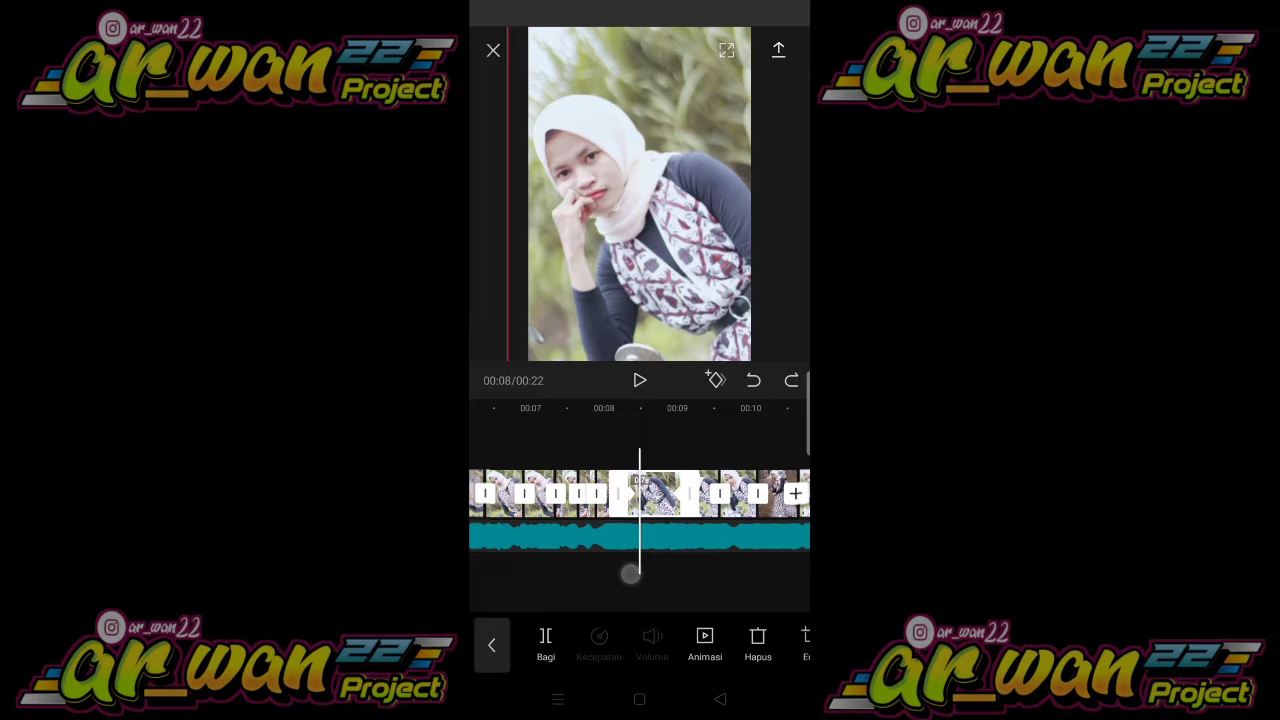 ar_wan22
ar_wan 22
Project
ar_wan22
ar_wan 22
Project
00:08/00:22
00:07
00:08
00:09
00:10
Bagi
Kecepatan
Volume
Animasi
Hapus
ar_wan22
ar_wan 22
Project
ar_wan22
ar_wan 22
Project